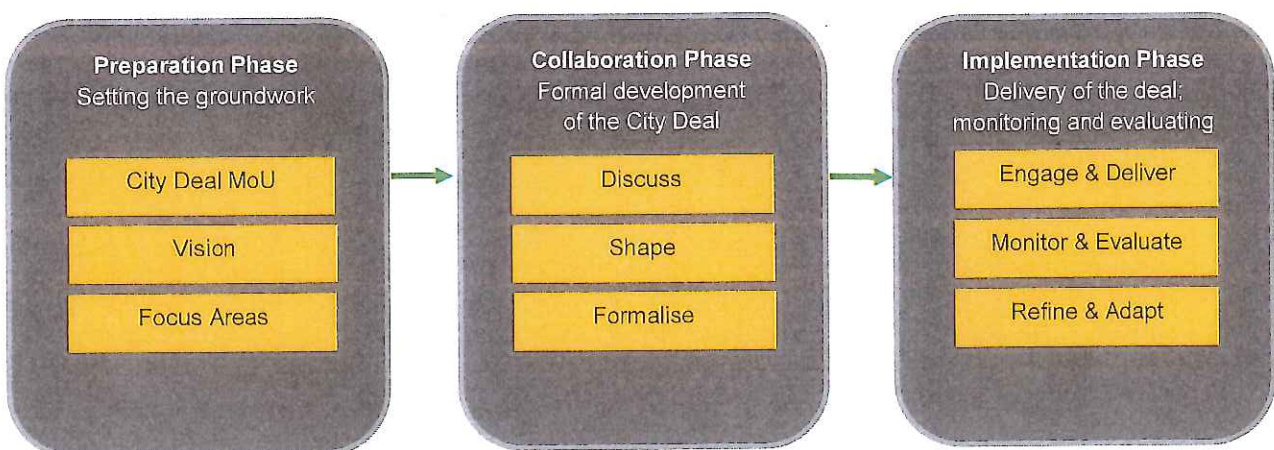 Preparation Phase
Setting the groundwork
City Deal MoU
Vision
Focus Areas
Collaboration Phase
Formal development
of the City Deal
Discuss
Shape
Formalise
Implementation Phase
Delivery of the deal;
monitoring and evaluating
Engage & Deliver
Monitor & Evaluate
Refine & Adapt